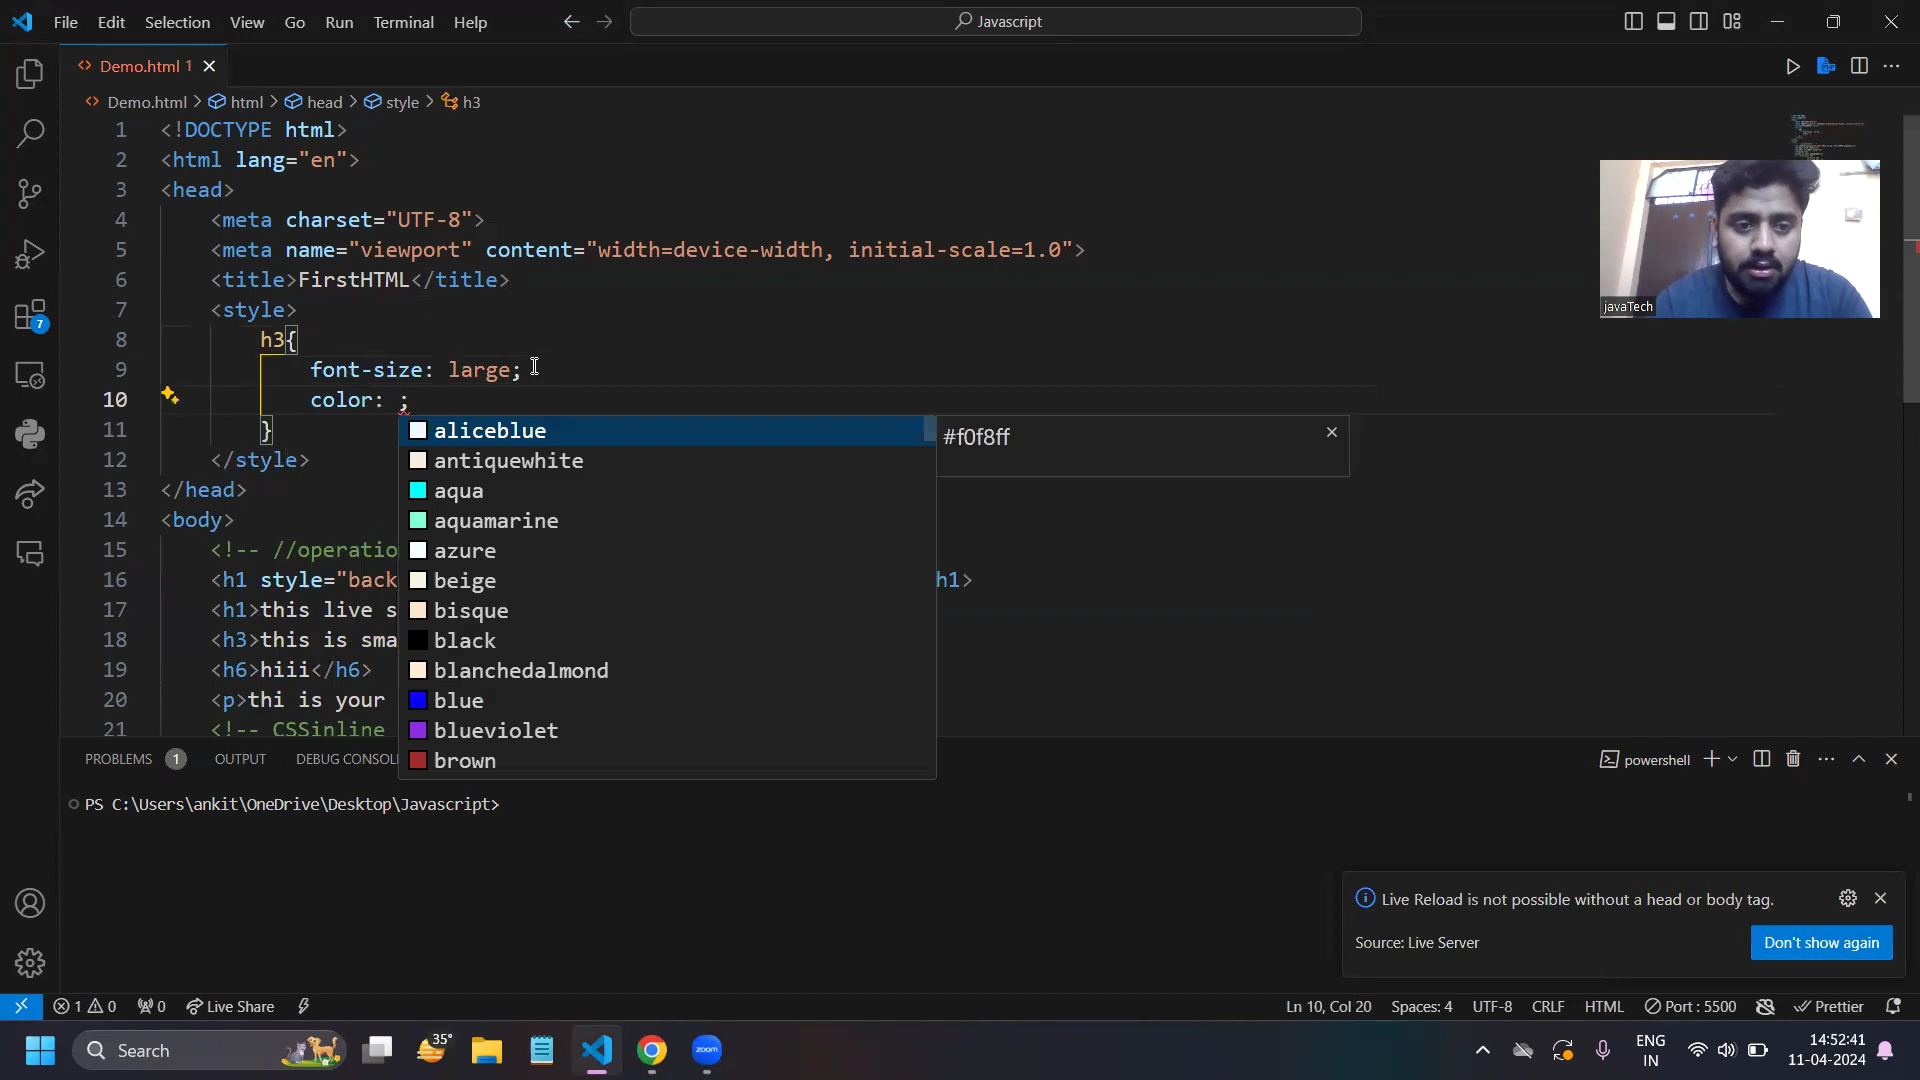 File Edit Selection View Go Run Terminal Help
Javascript
Demo.html 1
Demo.html > html > head > style > h3
1 <!DOCTYPE html>
2 <html lang="en">
3 <head>
4 <meta charset="UTF-8">
5 <meta name="viewport" content="width=device-width, initial-scale=1.0">
6 <title>FirstHTML</title>
7 <style>
8 h3{
9 font-size: large;
10 color: ;
11 }
12 </style>
13 </head>
14 <body>
15 <!-- //operatio
16 <h1 style="back h1>
17 <h1>this live s
18 <h3>this is sma
19 <h6>hiii</h6>
20 <p>thi is your
21 <!-- CSSinline
aliceblue
antiquewhite
aqua
aquamarine
azure
beige
bisque
black
blanchedalmond
blue
blueviolet
brown
#f0f8ff
javaTech
7
PROBLEMS 1 OUTPUT DEBUG CONSOL
powershell
PS C:\Users\ankit\OneDrive\Desktop\Javascript>
Live Reload is not possible without a head or body tag.
Source: Live Server
Don't show again
1 0 0 Live Share
Ln 10, Col 20 Spaces: 4 UTF-8 CRLF HTML Port : 5500 Prettier
Search
35°
zoom
ENG
IN
14:52:41
11-04-2024